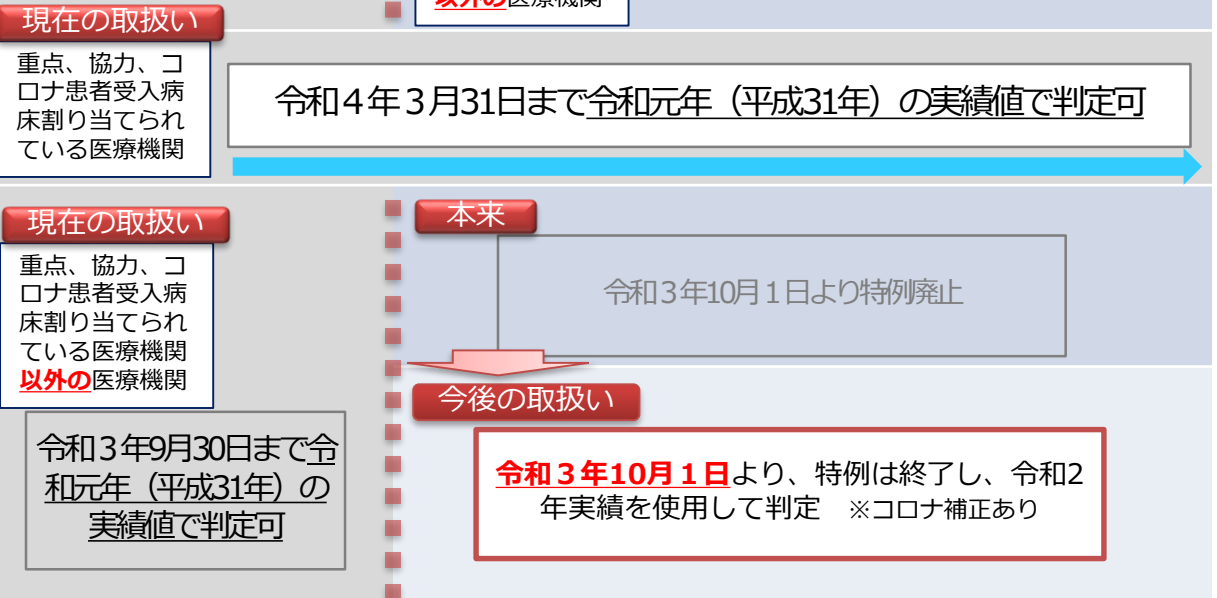 以外の医療機関
現在の取扱い
重点、協力、コ
ロナ患者受入病
床割り当てられ
ている医療機関
令和４年３月31日まで令和元年（平成31年）の実績値で判定可
現在の取扱い
重点、協力、コ
ロナ患者受入病
床割り当てられ
ている医療機関
以外の医療機関
令和３年9月30日まで令
和元年（平成31年）の
実績値で判定可
本来
令和３年10月１日より特例廃止
今後の取扱い
令和３年10月１日より、特例は終了し、令和2
年実績を使用して判定　※コロナ補正あり